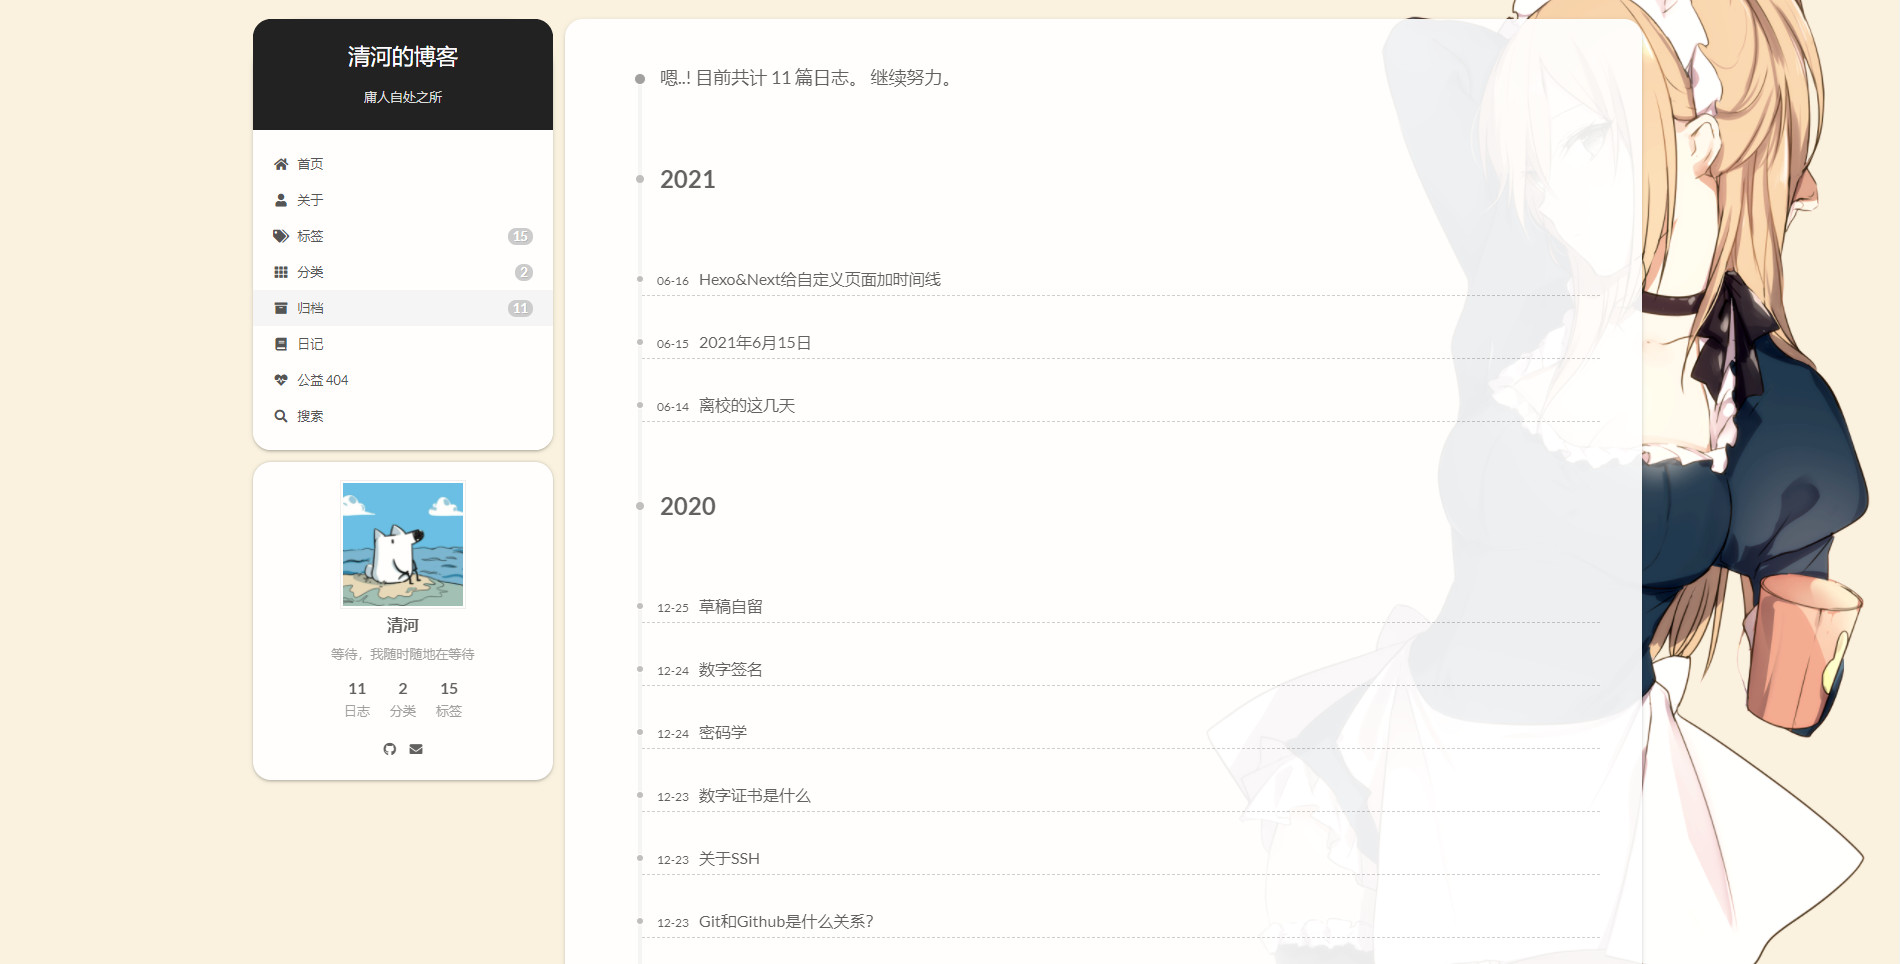 清河的博客
庸人自处之所
首页
关于
标签 15
分类 2
归档 11
日记
公益 404
搜索
清河
等待，我随时随地在等待
11 2 15
日志 分类 标签
嗯..! 目前共计 11 篇日志。 继续努力。
2021
06-16 Hexo&Next给自定义页面加时间线
06-15 2021年6月15日
06-14 离校的这几天
2020
12-25 草稿自留
12-24 数字签名
12-24 密码学
12-23 数字证书是什么
12-23 关于SSH
12-23 Git和Github是什么关系?